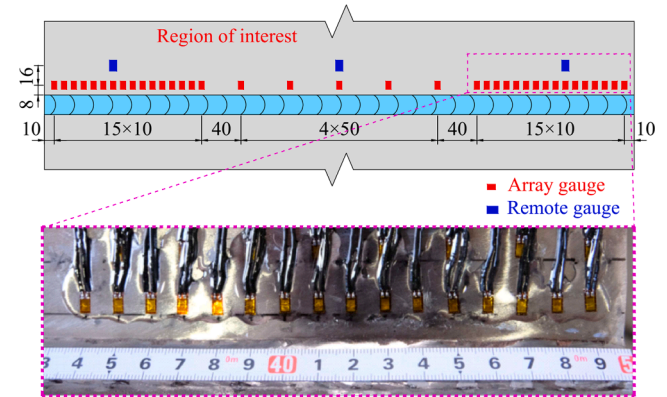 Region of interest
16
8
10 15×10 40 4×50 40 15×10 10
Array gauge
Remote gauge
3 4 5 6 7 8 9 40 1 2 3 4 5 6 7 8 9 5